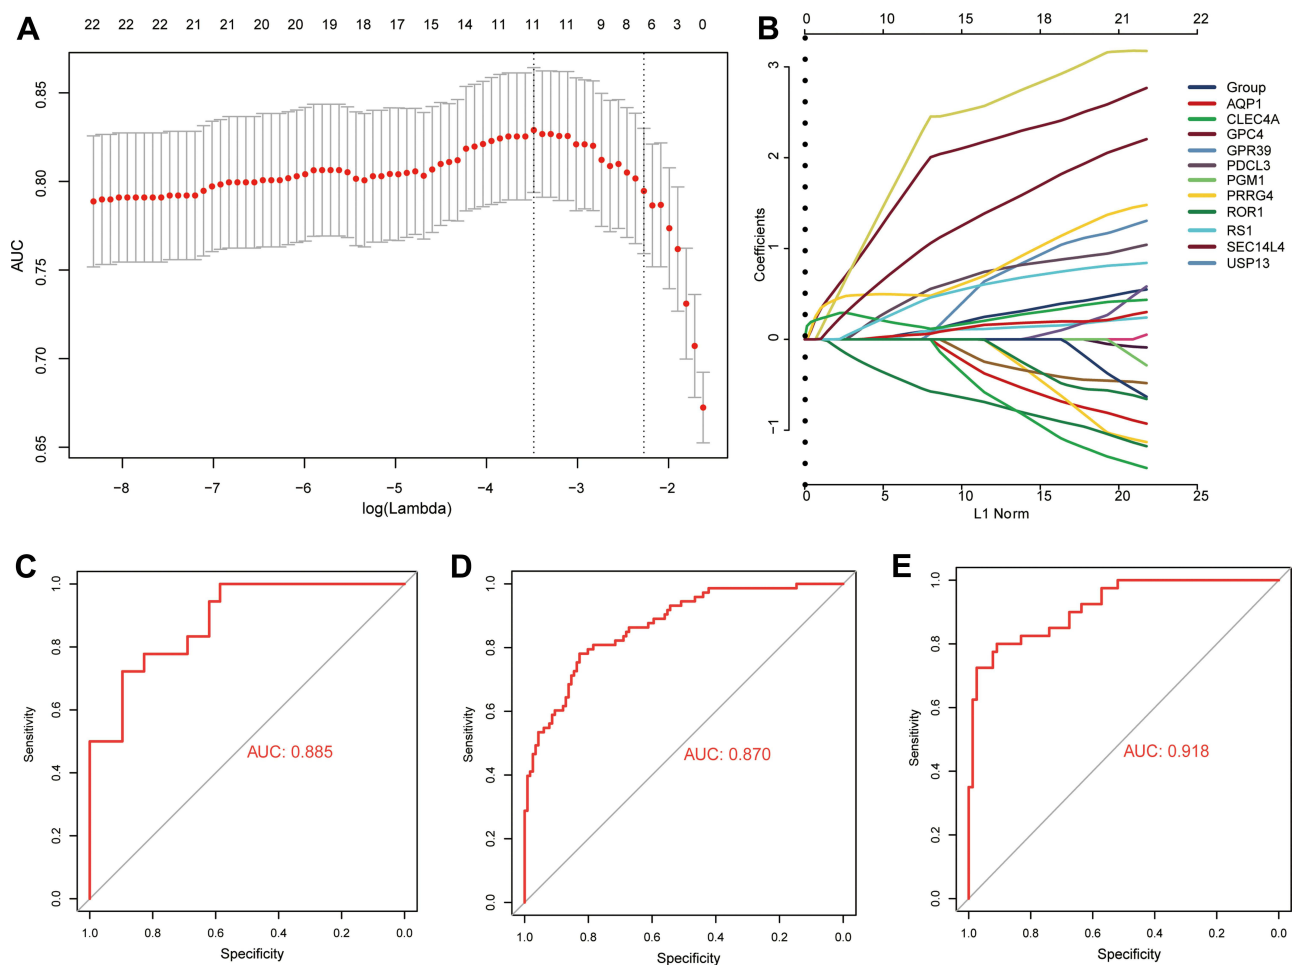 A
22 22 22 21 21 20 20 19 18 17 15 14 11 11 11 9 8 6 3 0
0.85
0.80
0.75
0.70
0.65
AUC
−8 −7 −6 −5 −4 −3 −2
log(Lambda)
B
0 10 15 18 21 22
3
2
1
0
−1
Coefficients
0 5 10 15 20 25
L1 Norm
Group
AQP1
CLEC4A
GPC4
GPR39
PDCL3
PGM1
PRRG4
ROR1
RS1
SEC14L4
USP13
C
1.0
0.8
0.6
0.4
0.2
0.0
Sensitivity
AUC: 0.885
1.0 0.8 0.6 0.4 0.2 0.0
Specificity
D
1.0
0.8
0.6
0.4
0.2
0.0
Sensitivity
AUC: 0.870
1.0 0.8 0.6 0.4 0.2 0.0
Specificity
E
1.0
0.8
0.6
0.4
0.2
0.0
Sensitivity
AUC: 0.918
1.0 0.8 0.6 0.4 0.2 0.0
Specificity